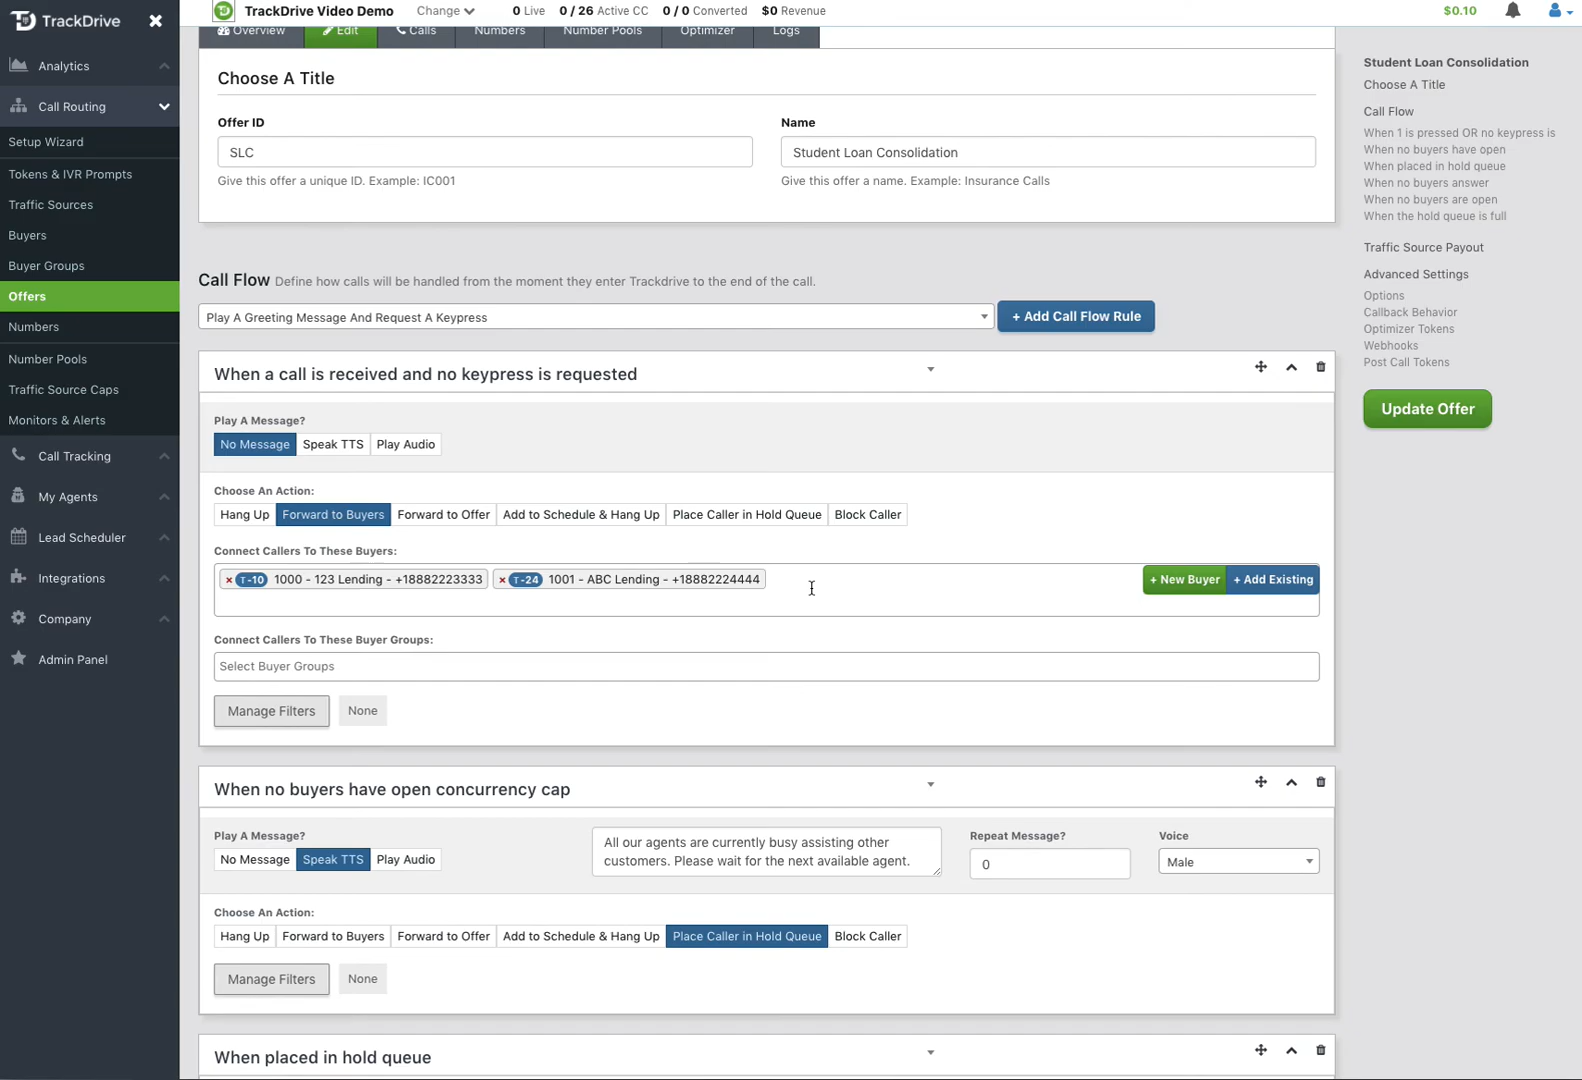 TrackDrive
TrackDrive Video Demo Change 0 Live 0 / 26 Active CC 0 / 0 Converted $0 Revenue $0.10
Analytics
Call Routing
Setup Wizard
Tokens & IVR Prompts
Traffic Sources
Buyers
Buyer Groups
Offers
Numbers
Number Pools
Traffic Source Caps
Monitors & Alerts
Call Tracking
My Agents
Lead Scheduler
Integrations
Company
Admin Panel
Overview Edit Calls Numbers Number Pools Optimizer Logs
Choose A Title
Offer ID Name
SLC Student Loan Consolidation
Give this offer a unique ID. Example: IC001 Give this offer a name. Example: Insurance Calls
Call Flow Define how calls will be handled from the moment they enter Trackdrive to the end of the call.
Play A Greeting Message And Request A Keypress + Add Call Flow Rule
When a call is received and no keypress is requested
Play A Message?
No Message Speak TTS Play Audio
Choose An Action:
Hang Up Forward to Buyers Forward to Offer Add to Schedule & Hang Up Place Caller in Hold Queue Block Caller
Connect Callers To These Buyers:
× T-10 1000 - 123 Lending - +18882223333 × T-24 1001 - ABC Lending - +18882224444 + New Buyer + Add Existing
Connect Callers To These Buyer Groups:
Select Buyer Groups
Manage Filters None
When no buyers have open concurrency cap
Play A Message? Repeat Message? Voice
No Message Speak TTS Play Audio
All our agents are currently busy assisting other
customers. Please wait for the next available agent.
0 Male
Choose An Action:
Hang Up Forward to Buyers Forward to Offer Add to Schedule & Hang Up Place Caller in Hold Queue Block Caller
Manage Filters None
When placed in hold queue
Student Loan Consolidation
Choose A Title
Call Flow
When 1 is pressed OR no keypress is
When no buyers have open
When placed in hold queue
When no buyers answer
When no buyers are open
When the hold queue is full
Traffic Source Payout
Advanced Settings
Options
Callback Behavior
Optimizer Tokens
Webhooks
Post Call Tokens
Update Offer